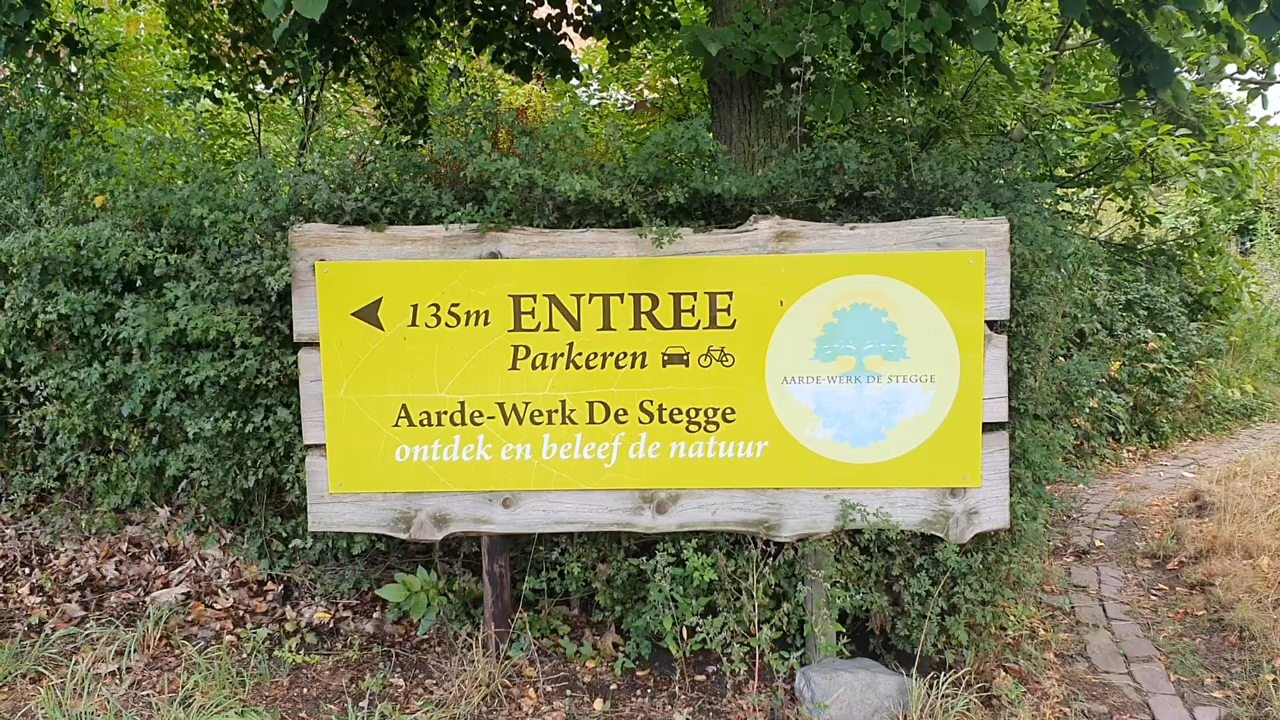 135m ENTREE
Parkeren
Aarde-Werk De Stegge
ontdek en beleef de natuur
AARDE-WERK DE STEGGE